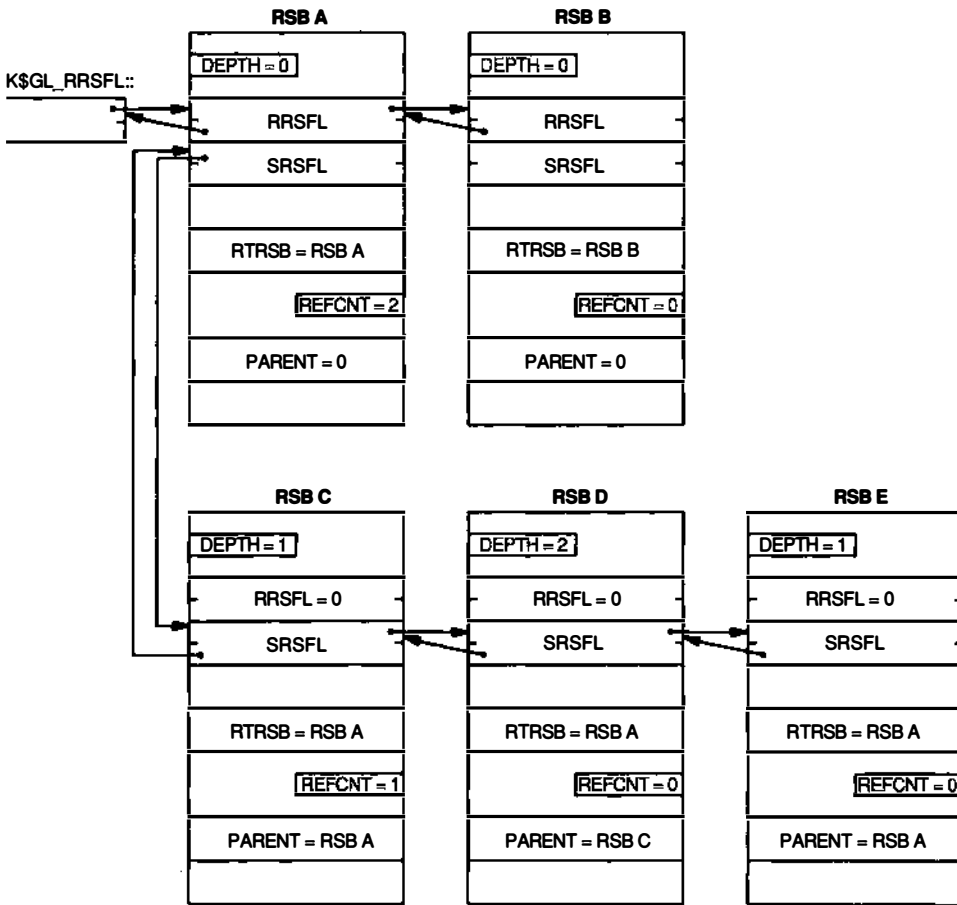 RSB A
RSB B
DEPTH = 0
DEPTH = 0
K$GL_RRSFL::
RRSFL
RRSFL
SRSFL
SRSFL
RTRSB = RSB A
RTRSB = RSB B
REFCNT = 2
REFCNT = 0
PARENT = 0
PARENT = 0
RSB C
RSB D
RSB E
DEPTH = 1
DEPTH = 2
DEPTH = 1
RRSFL = 0
RRSFL = 0
RRSFL = 0
SRSFL
SRSFL
SRSFL
RTRSB = RSB A
RTRSB = RSB A
RTRSB = RSB A
REFCNT = 1
REFCNT = 0
REFCNT = 0
PARENT = RSB A
PARENT = RSB C
PARENT = RSB A